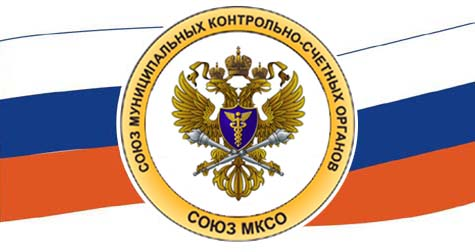 СОЮЗ МУНИЦИПАЛЬНЫХ КОНТРОЛЬНО-СЧЕТНЫХ ОРГАНОВ
СОЮЗ МКСО